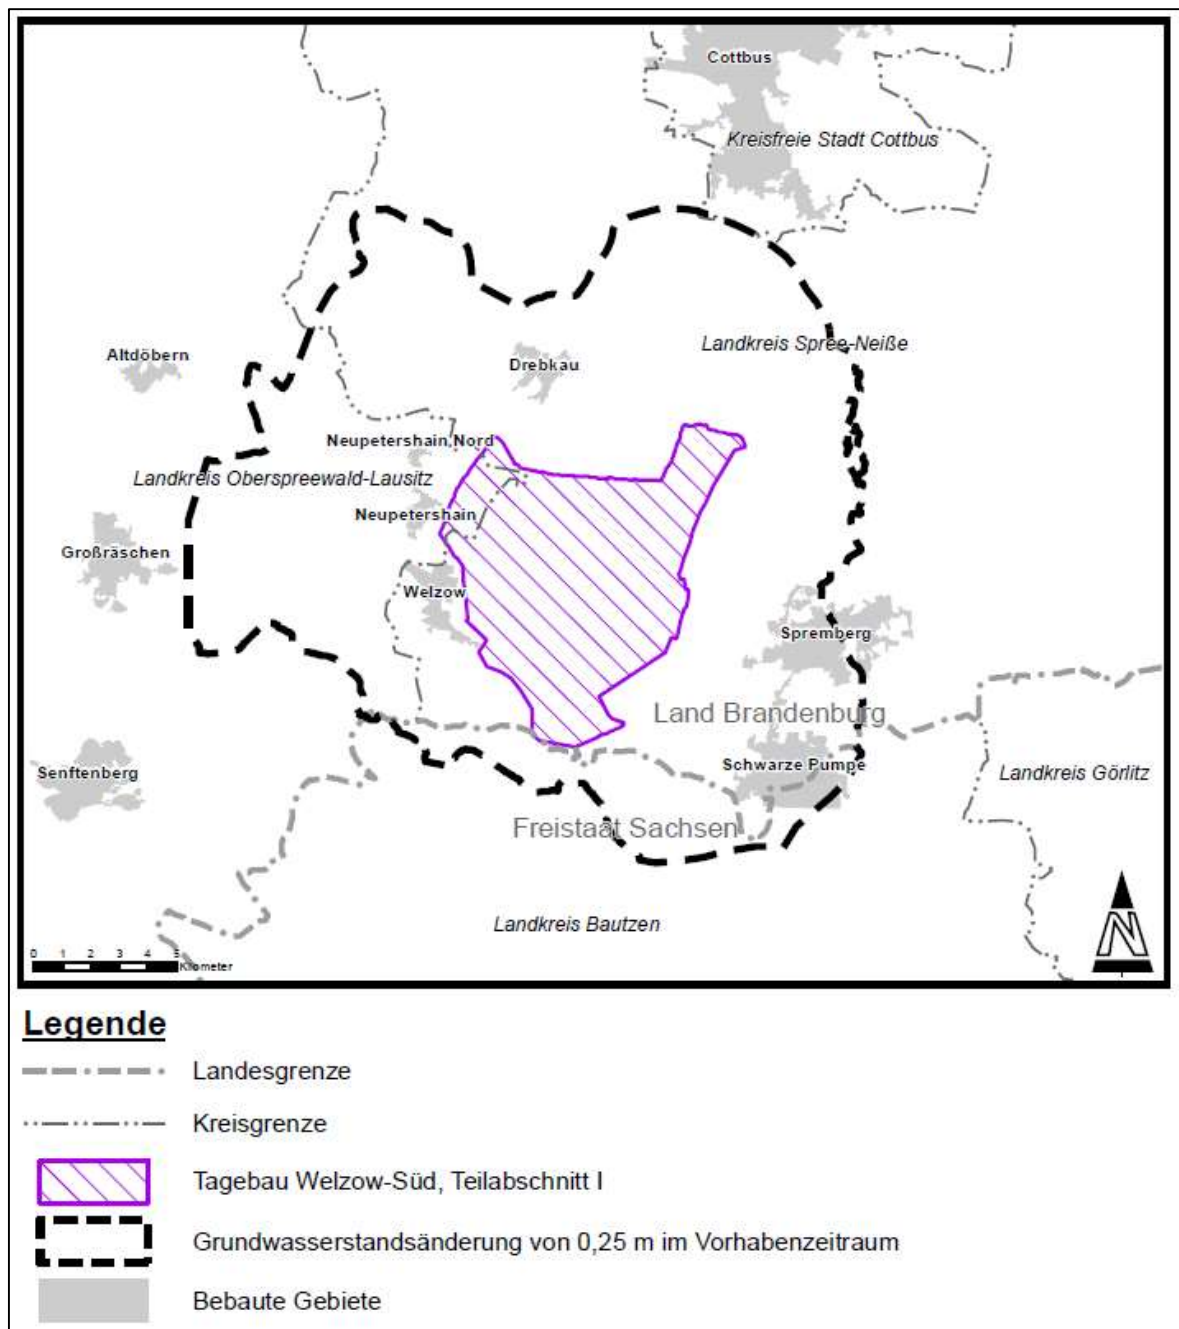 Cottbus
Kreisfreie Stadt Cottbus
Landkreis Spree-Neiße
Altdöbern
Drebkau
Neupetershain Nord
Landkreis Oberspreewald-Lausitz
Neupetershain
Großräschen
Welzow
Spremberg
Land Brandenburg
Schwarze Pumpe
Senftenberg
Landkreis Görlitz
Freistaat Sachsen
Landkreis Bautzen
N
0 1 2 3 4 5
Kilometer
Legende
Landesgrenze
Kreisgrenze
Tagebau Welzow-Süd, Teilabschnitt I
Grundwasserstandsänderung von 0,25 m im Vorhabenzeitraum
Bebaute Gebiete